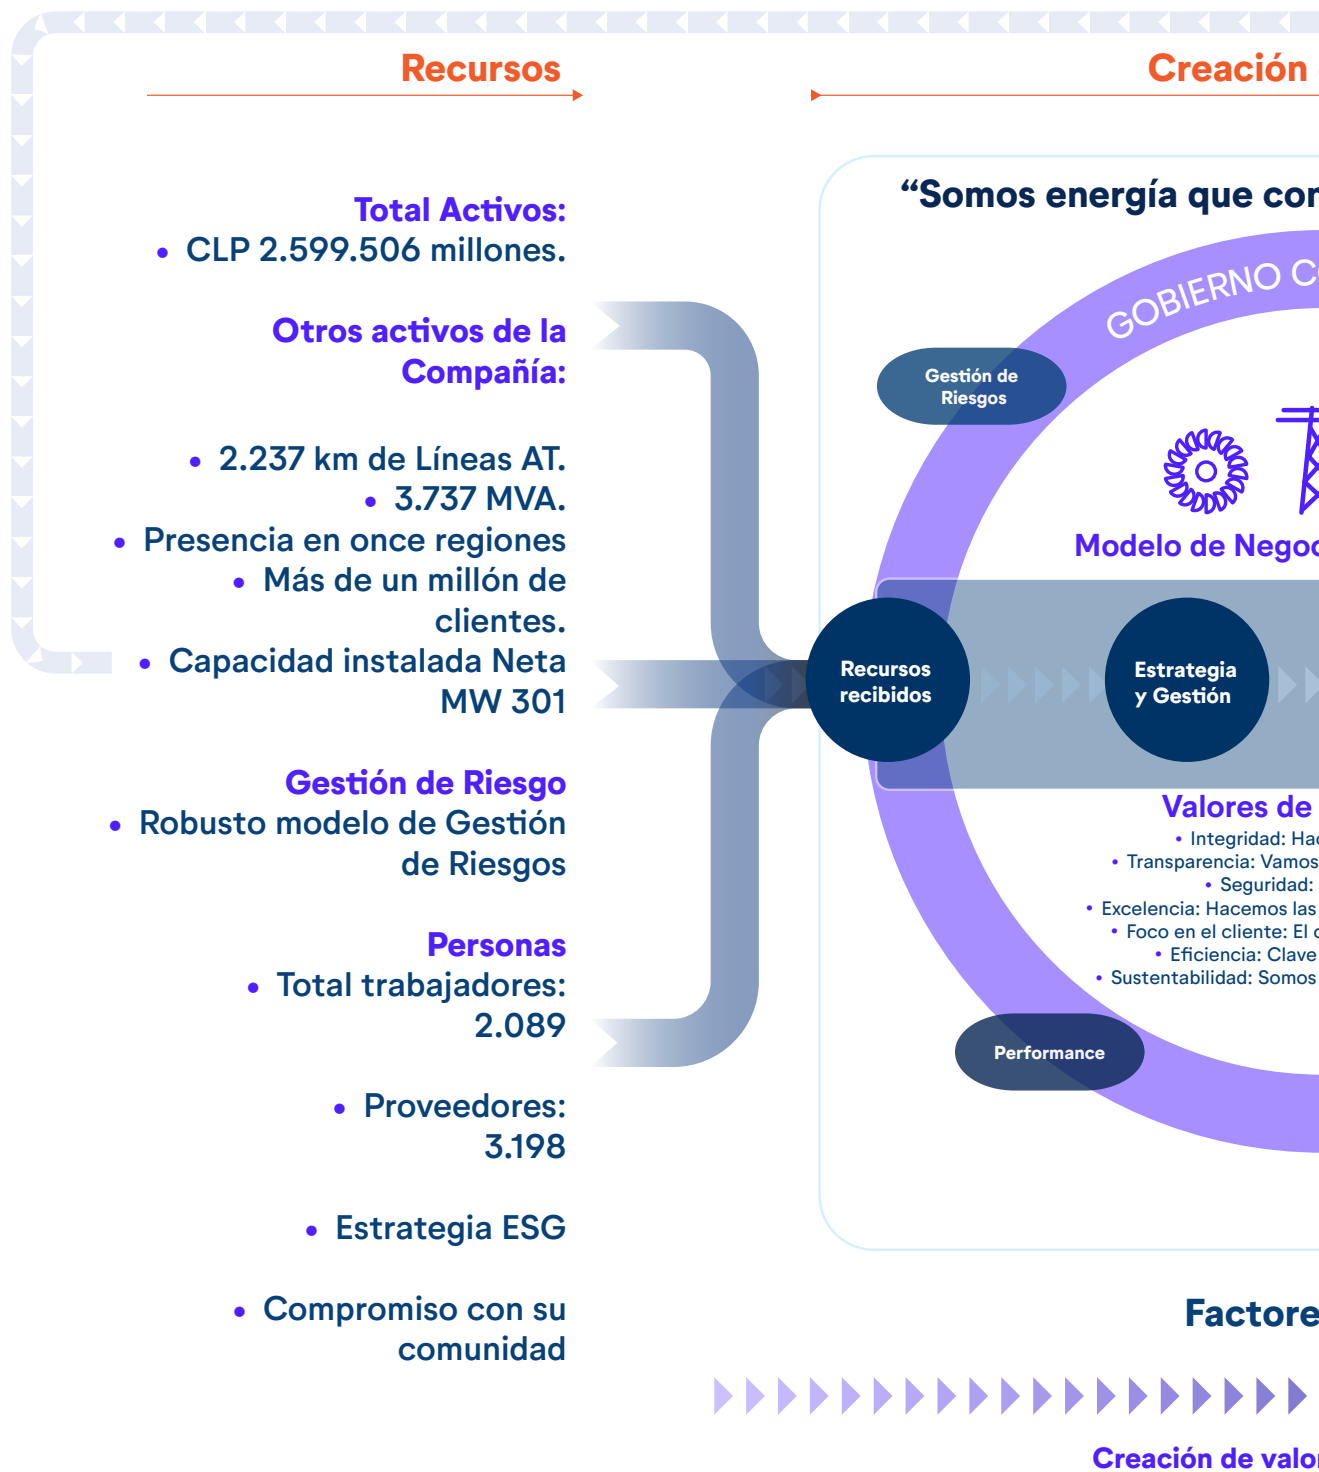 Recursos
Total Activos:
• CLP 2.599.506 millones.
Otros activos de la
Compañía:
• 2.237 km de Líneas AT.
• 3.737 MVA.
• Presencia en once regiones
• Más de un millón de
clientes.
• Capacidad instalada Neta
MW 301
Gestión de Riesgo
• Robusto modelo de Gestión
de Riesgos
Personas
• Total trabajadores:
2.089
• Proveedores:
3.198
• Estrategia ESG
• Compromiso con su
comunidad
Creación
“Somos energía que
GOBIERNO
Gestión de
Riesgos
Modelo de
Recursos
recibidos
Estrategia
y Gestión
Valores de
• Integridad:
• Transparencia: Vamos
• Seguridad:
• Excelencia: Hacemos las
• Foco en el cliente: El
• Eficiencia: Clave
• Sustentabilidad: Somos
Performance
Creación de